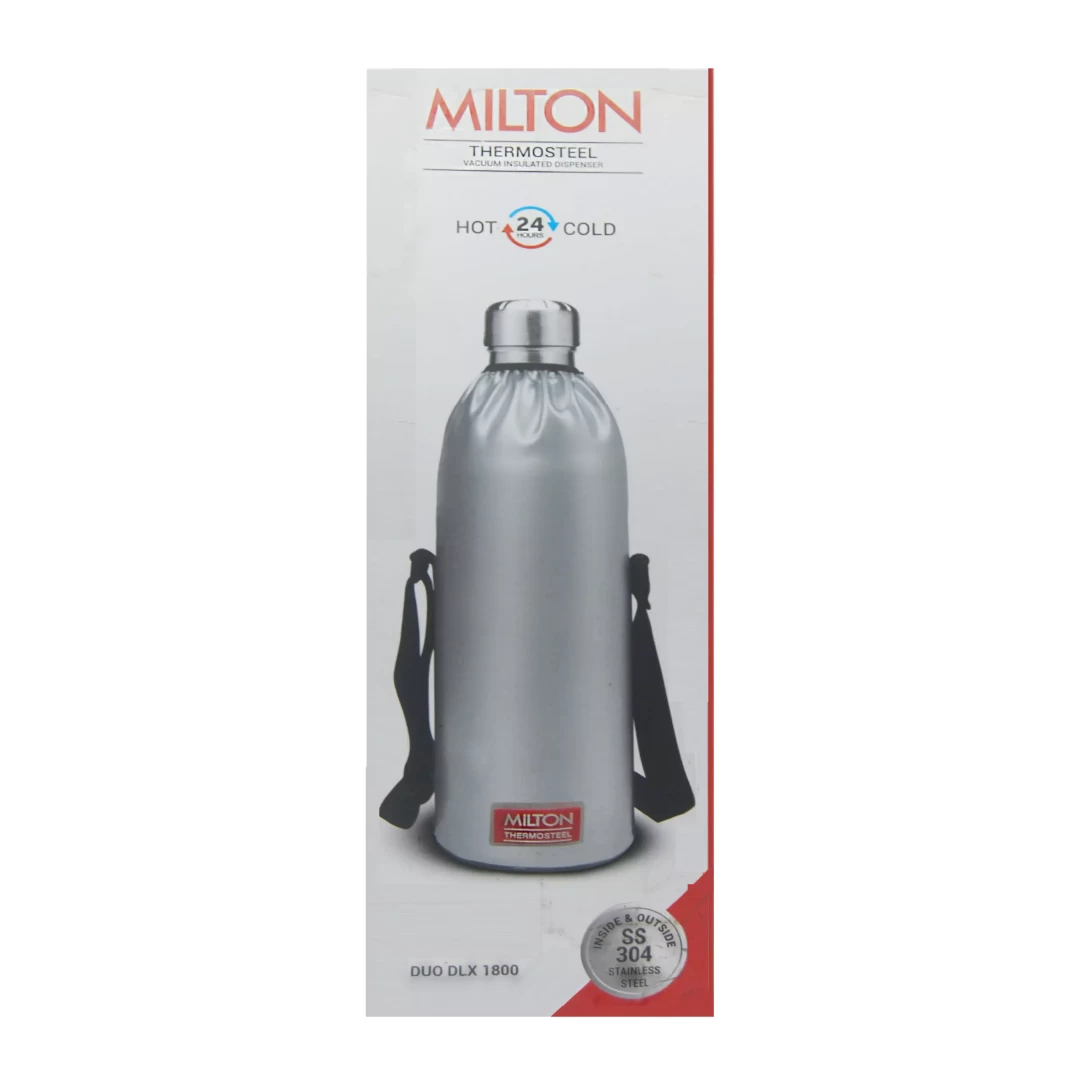 MILTON
THERMOSTEEL
VACUUM INSULATED DISPENSER
HOT 24 HOURS COLD
MILTON
THERMOSTEEL
INSIDE & OUTSIDE
SS
304
STAINLESS
STEEL
DUO DLX 1800